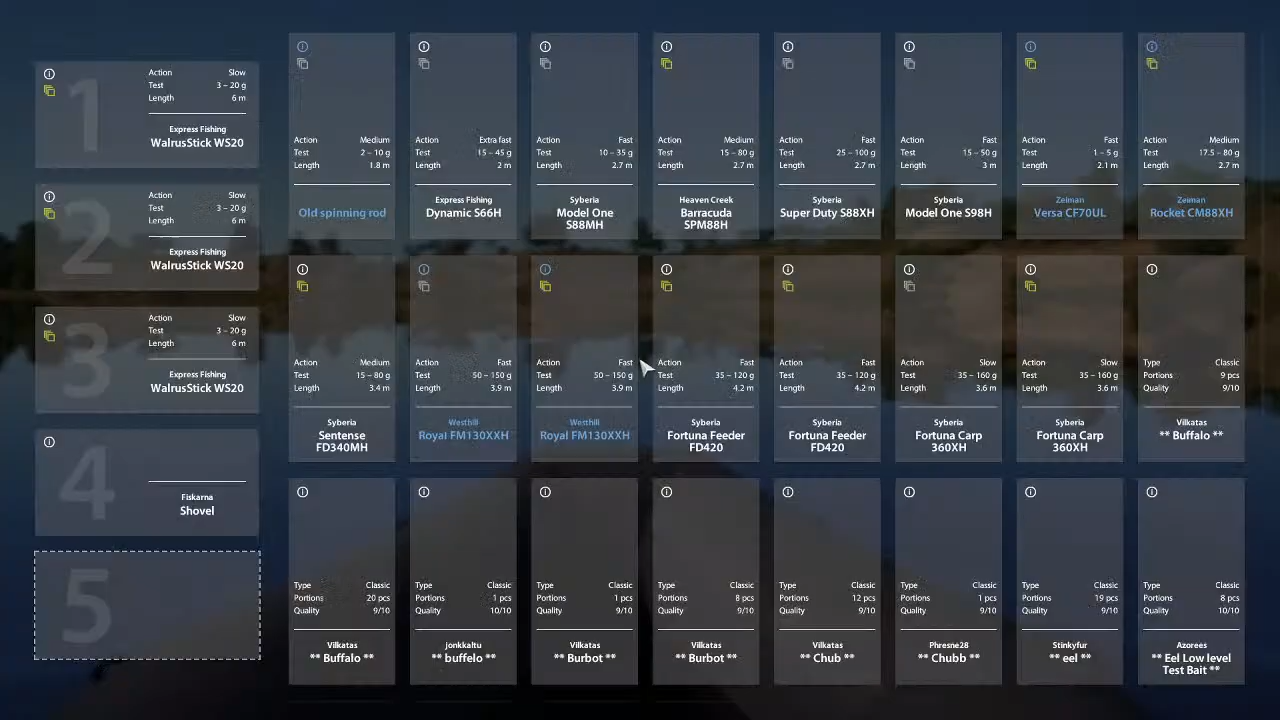 1
Action Slow
Test 3 – 20 g
Length 6 m
Express Fishing
WalrusStick WS20
2
Action Slow
Test 3 – 20 g
Length 6 m
Express Fishing
WalrusStick WS20
3
Action Slow
Test 3 – 20 g
Length 6 m
Express Fishing
WalrusStick WS20
4
Fiskarna
Shovel
5
Action Medium
Test 2 – 10 g
Length 1.8 m
Old spinning rod
Action Extra fast
Test 15 – 45 g
Length 2 m
Express Fishing
Dynamic S66H
Action Fast
Test 10 – 35 g
Length 2.7 m
Syberia
Model One
S88MH
Action Medium
Test 15 – 80 g
Length 2.7 m
Heaven Creek
Barracuda
SPM88H
Action Fast
Test 25 – 100 g
Length 2.7 m
Syberia
Super Duty S88XH
Action Fast
Test 15 – 50 g
Length 3 m
Syberia
Model One S98H
Action Fast
Test 1 – 5 g
Length 2.1 m
Zeiman
Versa CF70UL
Action Medium
Test 17.5 – 80 g
Length 2.7 m
Zeiman
Rocket CM88XH
Action Medium
Test 15 – 80 g
Length 3.4 m
Syberia
Sentense
FD340MH
Action Fast
Test 50 – 150 g
Length 3.9 m
Westhill
Royal FM130XXH
Action Fast
Test 50 – 150 g
Length 3.9 m
Westhill
Royal FM130XXH
Action Fast
Test 35 – 120 g
Length 4.2 m
Syberia
Fortuna Feeder
FD420
Action Fast
Test 35 – 120 g
Length 4.2 m
Syberia
Fortuna Feeder
FD420
Action Slow
Test 35 – 160 g
Length 3.6 m
Syberia
Fortuna Carp
360XH
Action Slow
Test 35 – 160 g
Length 3.6 m
Syberia
Fortuna Carp
360XH
Type Classic
Portions 9 pcs
Quality 9/10
Vilkatas
** Buffalo **
Type Classic
Portions 20 pcs
Quality 9/10
Vilkatas
** Buffalo **
Type Classic
Portions 1 pcs
Quality 10/10
jonkkaltu
** buffelo **
Type Classic
Portions 1 pcs
Quality 9/10
Vilkatas
** Burbot **
Type Classic
Portions 8 pcs
Quality 9/10
Vilkatas
** Burbot **
Type Classic
Portions 12 pcs
Quality 9/10
Vilkatas
** Chub **
Type Classic
Portions 1 pcs
Quality 9/10
Phresne28
** Chubb **
Type Classic
Portions 19 pcs
Quality 9/10
Stinkyfur
** eel **
Type Classic
Portions 8 pcs
Quality 10/10
Azorees
** Eel Low level
Test Bait **